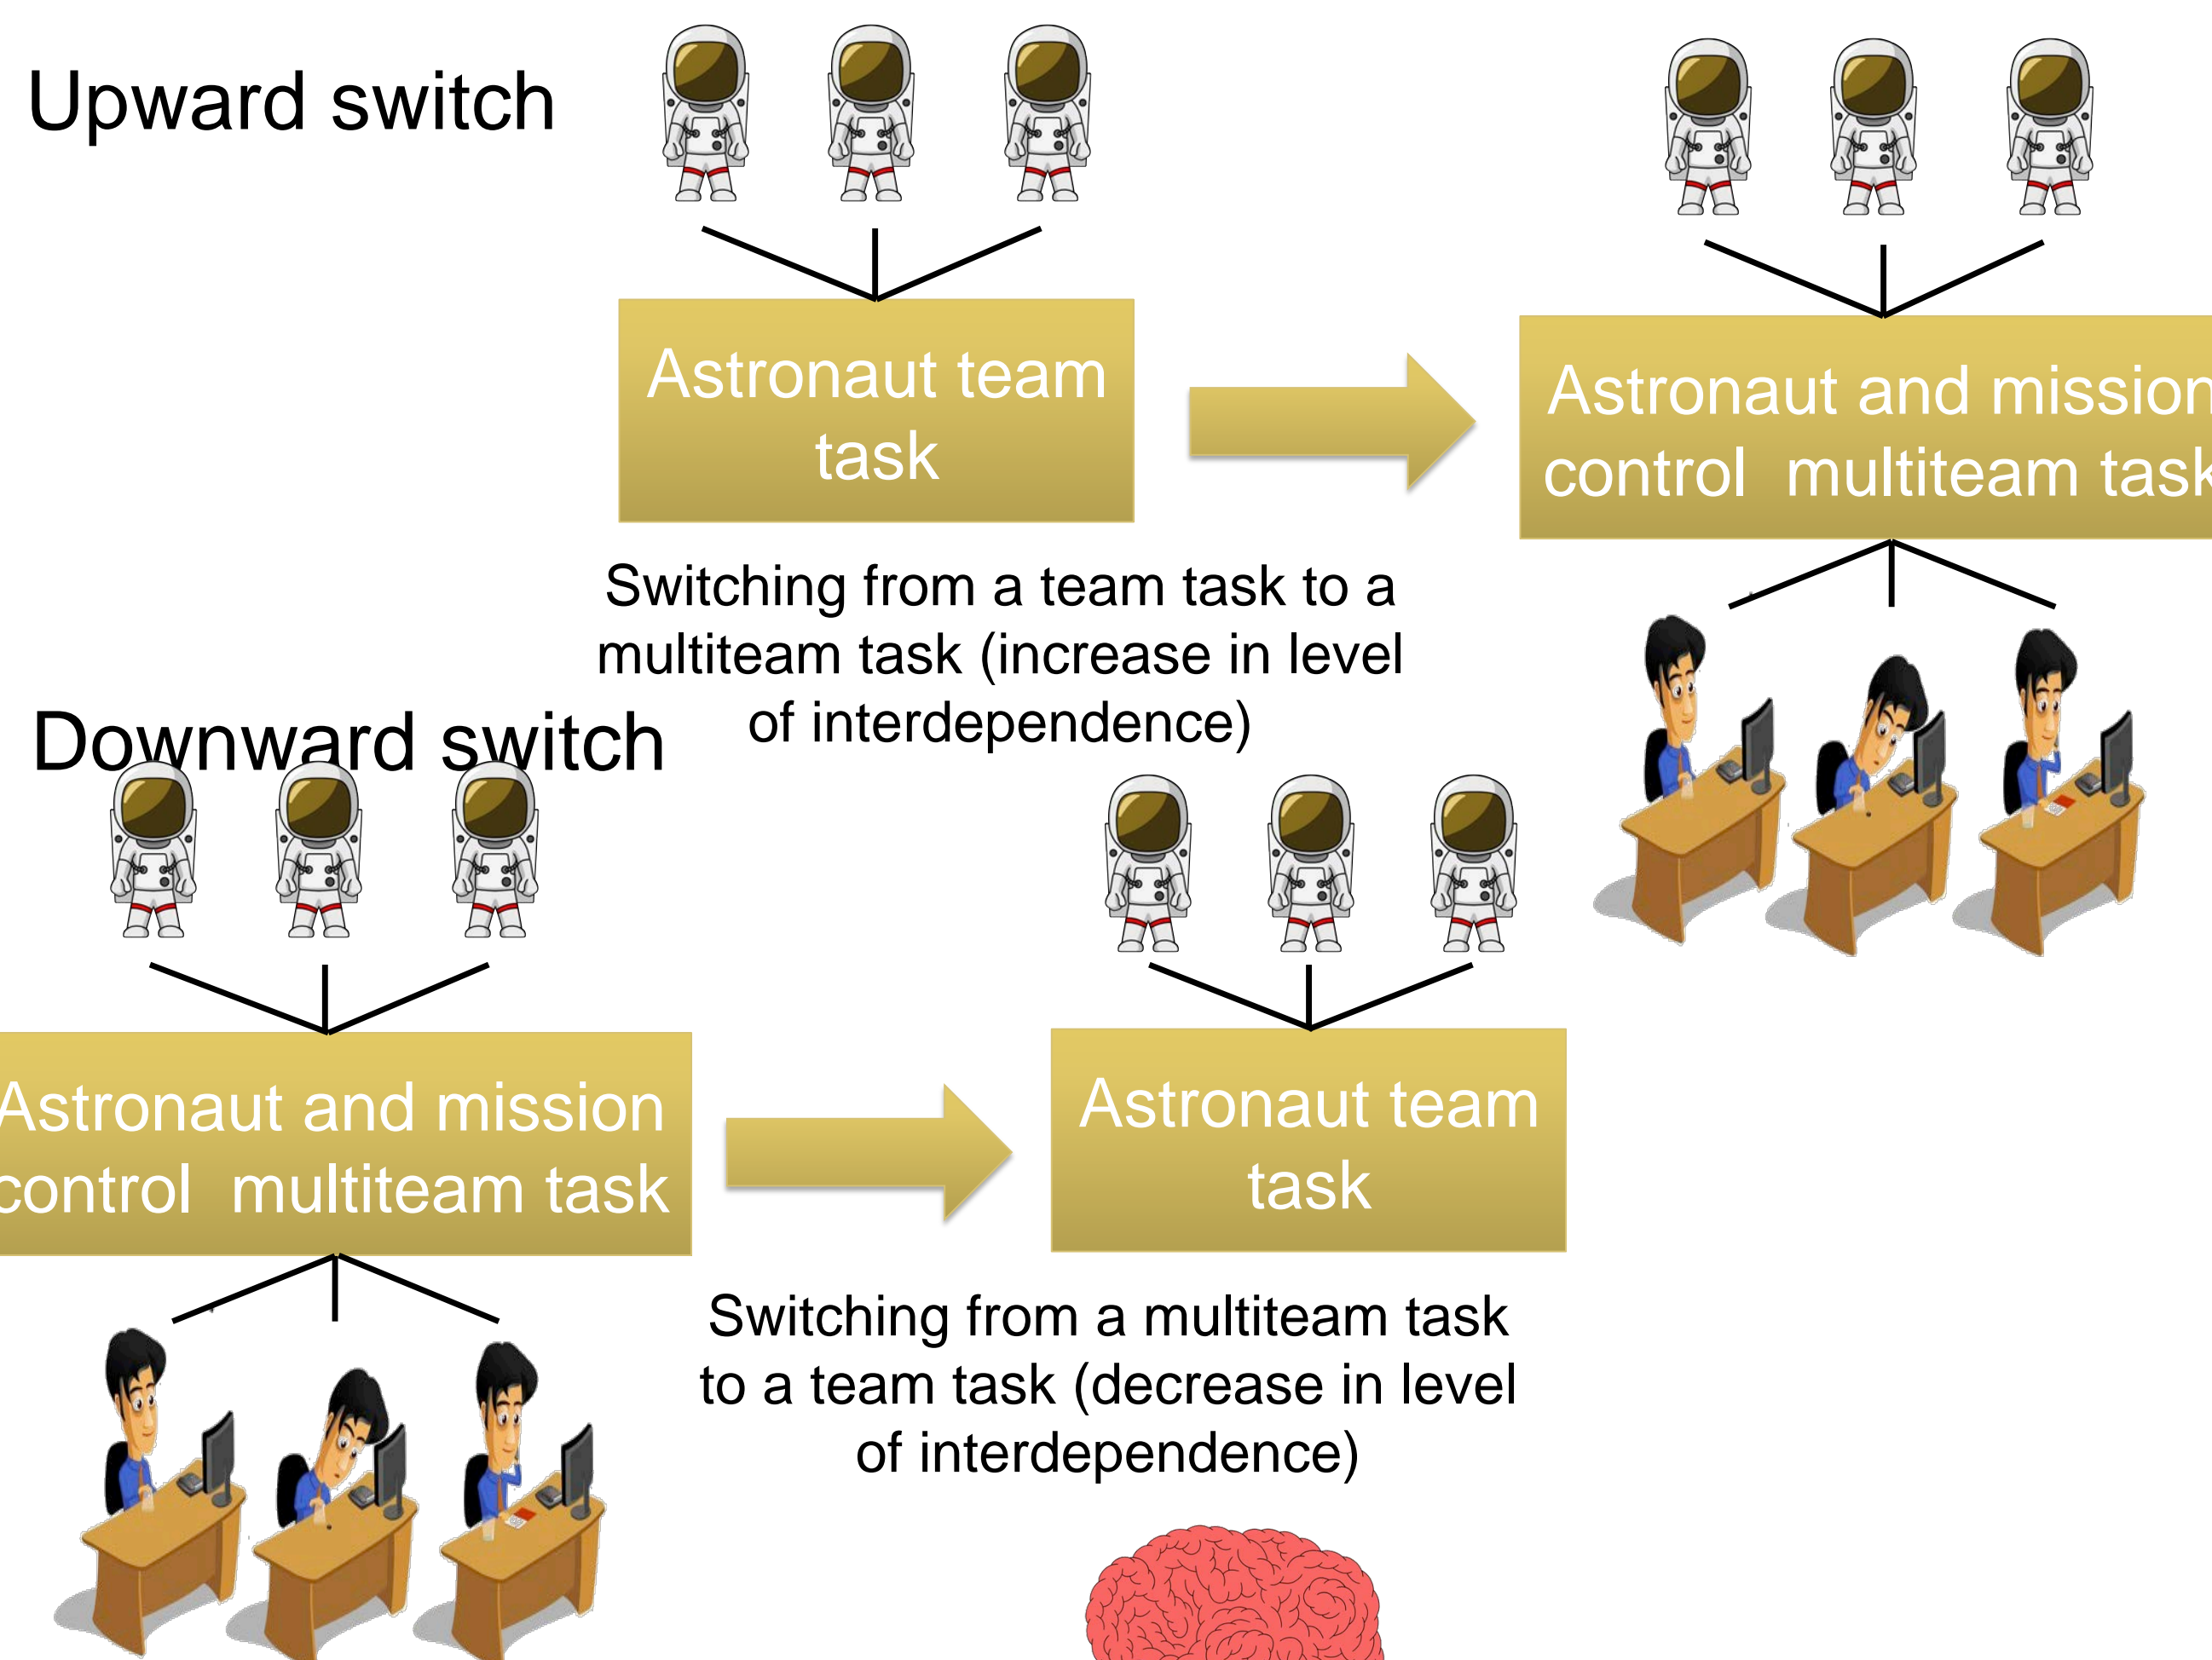 Upward switch
Astronaut team
task
Astronaut and mission
control multiteam task
Switching from a team task to a
multiteam task (increase in level
of interdependence)
Downward switch
Astronaut and mission
control multiteam task
Astronaut team
task
Switching from a multiteam task
to a team task (decrease in level
of interdependence)